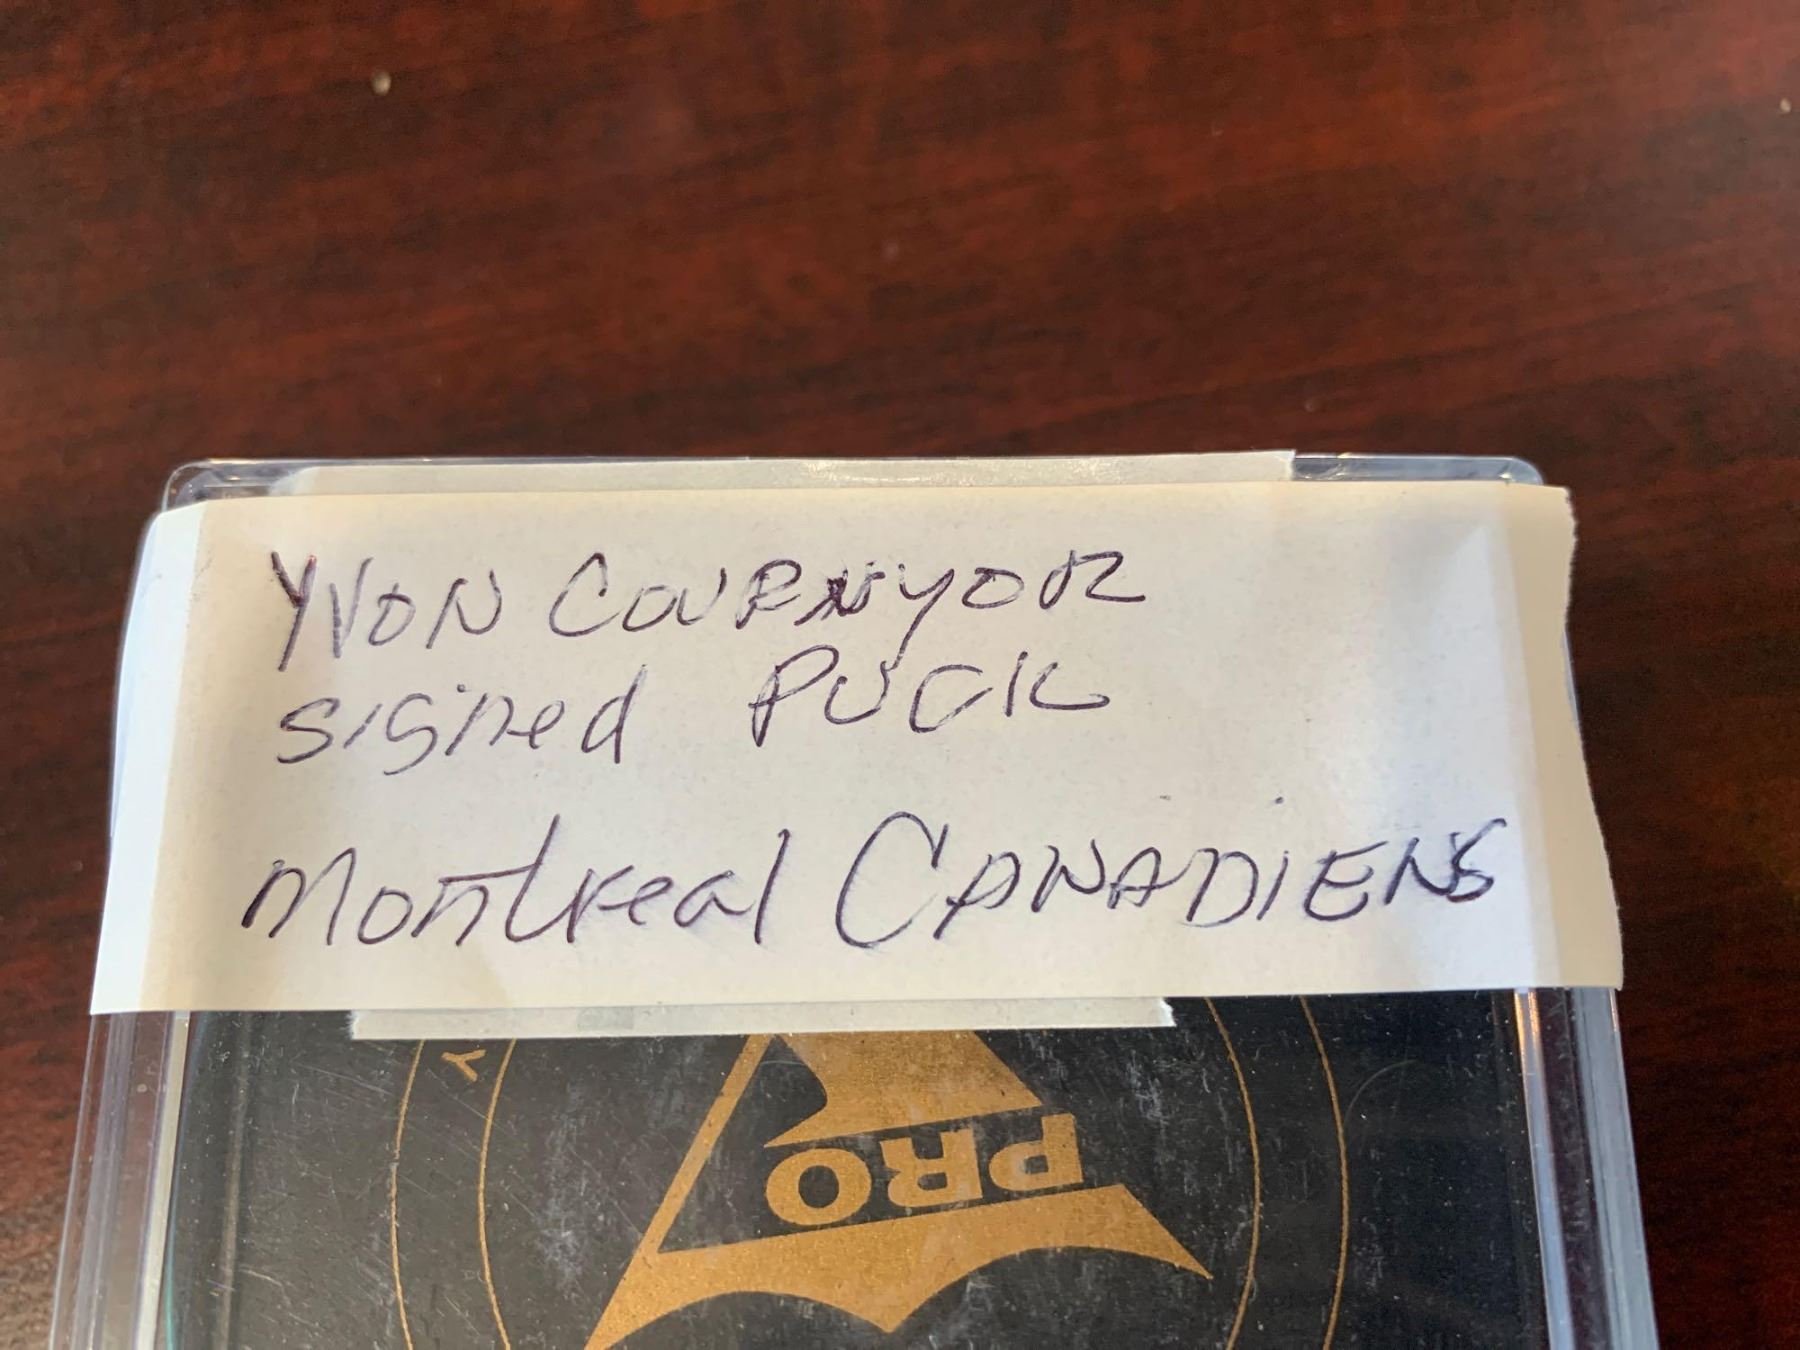 YVON COURNYOR
signed PUCK
Montreal CANADIENS
Y
PRO